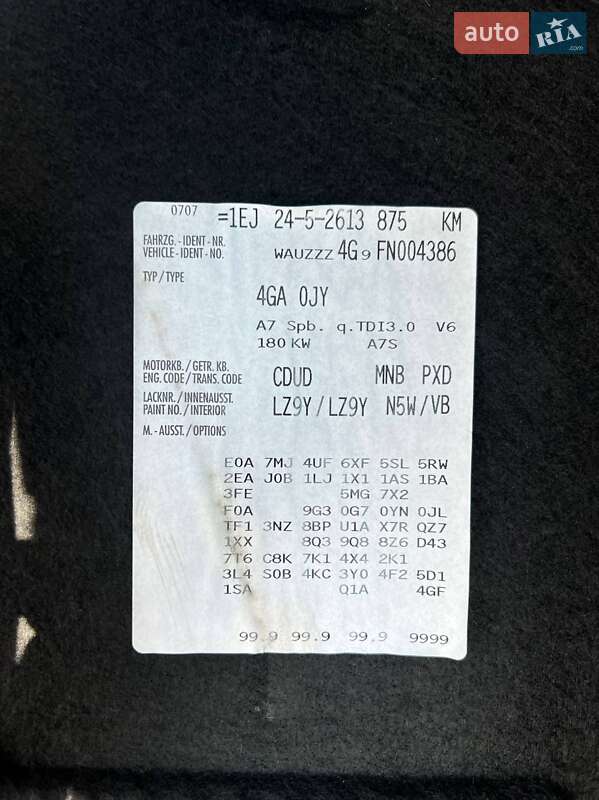 auto RIA .com
0707 =1EJ 24-5-2613 875 KM
FAHRZG. - IDENT - NR.
VEHICLE - IDENT - NO. WAUZZZ 4G 9 FN004386
TYP / TYPE
4GA 0JY
A7 Spb. q.TDI3.0 V6
180 KW A7S
MOTORKB. / GETR. KB.
ENG. CODE / TRANS. CODE CDUD MNB PXD
LACKNR. / INNENAUSST.
PAINT NO. / INTERIOR LZ9Y / LZ9Y N5W / VB
M. - AUSST. / OPTIONS
E0A 7MJ 4UF 6XF 5SL 5RW
2EA J0B 1LJ 1X1 1AS 1BA
3FE 5MG 7X2
F0A 9G3 0G7 0YN 0JL
TF1 3NZ 8BP U1A X7R QZ7
1XX 8Q3 9Q8 8Z6 D43
7T6 C8K 7K1 4X4 2K1
3L4 S0B 4KC 3Y0 4F2 5D1
1SA Q1A 4GF
99.9 99.9 99.9 9999